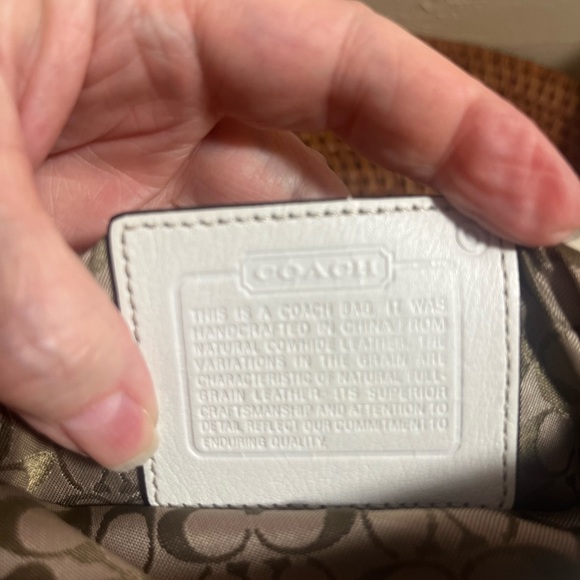 COACH
THIS IS A COACH BAG. IT WAS
HANDCRAFTED IN CHINA FROM
NATURAL COWHIDE LEATHER. THE
VARIATIONS IN THE GRAIN ARE
CHARACTERISTIC OF NATURAL, FULL-
GRAIN LEATHER. ITS SUPERIOR
CRAFTSMANSHIP AND ATTENTION TO
DETAIL REFLECT OUR COMMITMENT TO
ENDURING QUALITY.